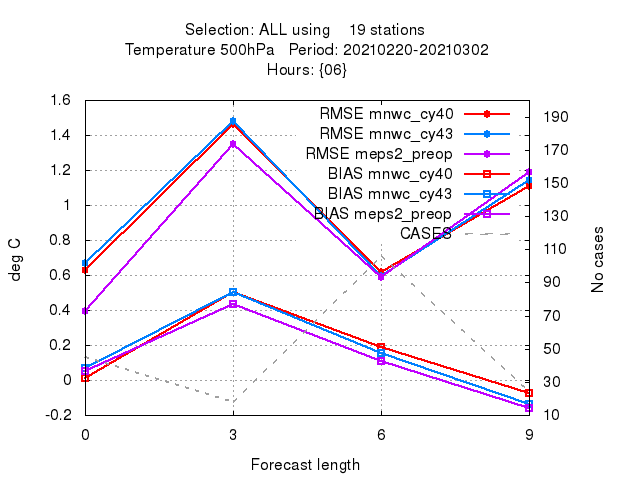 Selection: ALL using 19 stations
Temperature 500hPa Period: 20210220-20210302
Hours: {06}
1.6
1.4
1.2
1
0.8
0.6
0.4
0.2
0
-0.2
deg C
RMSE mnwc_cy40
RMSE mnwc_cy43
RMSE meps2_preop
BIAS mnwc_cy40
BIAS mnwc_cy43
BIAS meps2_preop
CASES
190
170
150
130
110
90
70
50
30
10
No cases
0 3 6 9
Forecast length